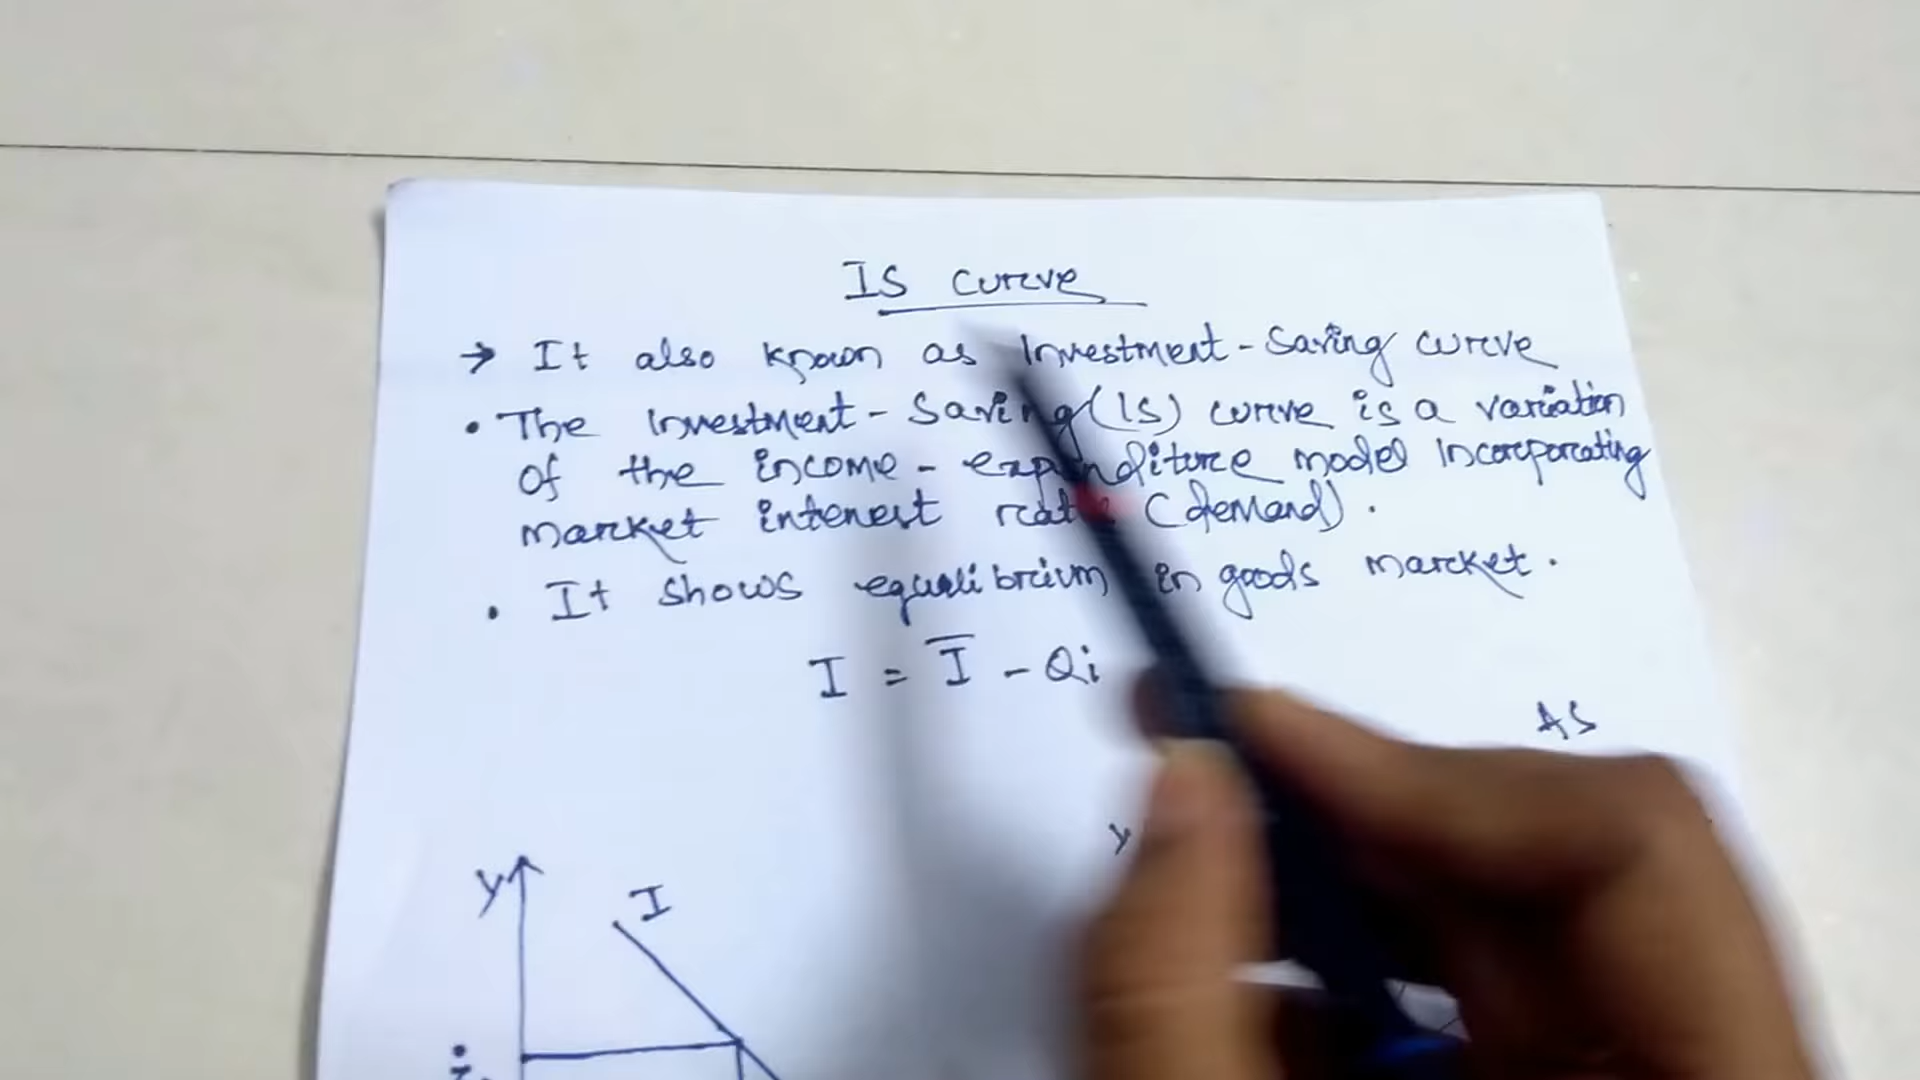 IS curve
→ It also known as Investment-Saving curve
• The Investment-Saving (IS) curve is a variation
of the income-expenditure model incorporating
market interest rate (demand).
• It shows equilibrium in goods market.
I = Ī - Qi
AS
y
y
I
i